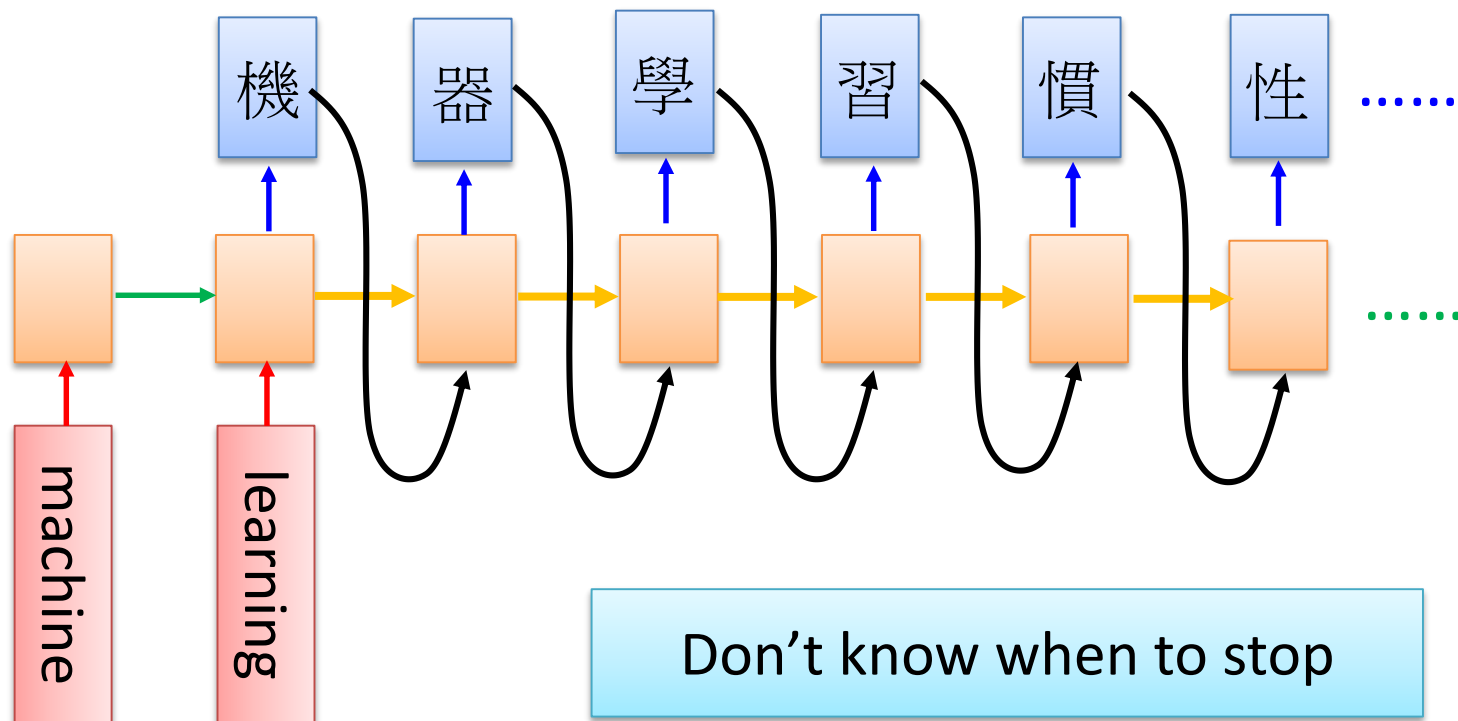 機 器 學 習 慣 性 ......
......
machine
learning
Don't know when to stop